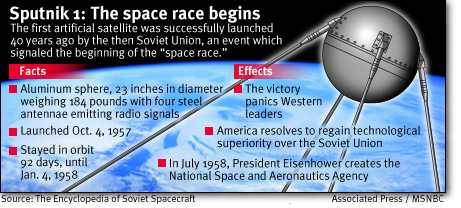 Sputnik 1: The space race begins
The first artificial satellite was successfully launched
40 years ago by the then Soviet Union, an event which
signaled the beginning of the “space race.”
Facts
Aluminum sphere, 23 inches in diameter
weighing 184 pounds with four steel
antennae emitting radio signals
Launched Oct. 4, 1957
Stayed in orbit
92 days, until
Jan. 4, 1958
Effects
The victory
panics Western
leaders
America resolves to regain technological
superiority over the Soviet Union
In July 1958, President Eisenhower creates the
National Space and Aeronautics Agency
Source: The Encyclopedia of Soviet Spacecraft
Associated Press / MSNBC